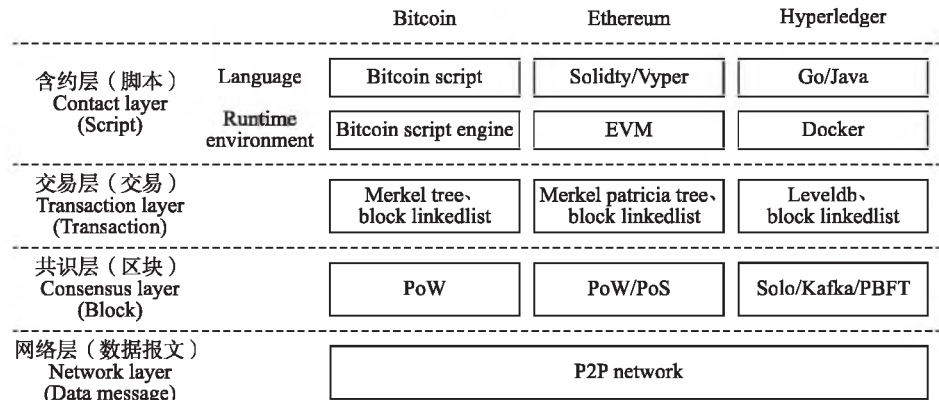 Bitcoin Ethereum Hyperledger
含约层（脚本）
Contact layer
(Script)
Language
Bitcoin script
Solidty/Vyper
Go/Java
Runtime
environment
Bitcoin script engine
EVM
Docker
交易层（交易）
Transaction layer
(Transaction)
Merkel tree、
block linkedlist
Merkel patricia tree、
block linkedlist
Leveldb、
block linkedlist
共识层（区块）
Consensus layer
(Block)
PoW
PoW/PoS
Solo/Kafka/PBFT
网络层（数据报文）
Network layer
(Data message)
P2P network